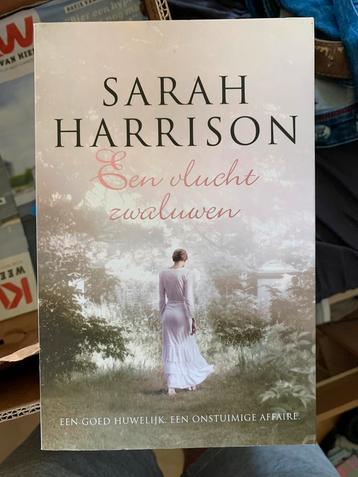 SARAH
HARRISON
Een vlucht
zwaluwen
EEN GOED HUWELIJK. EEN ONSTUIMIGE AFFAIRE.